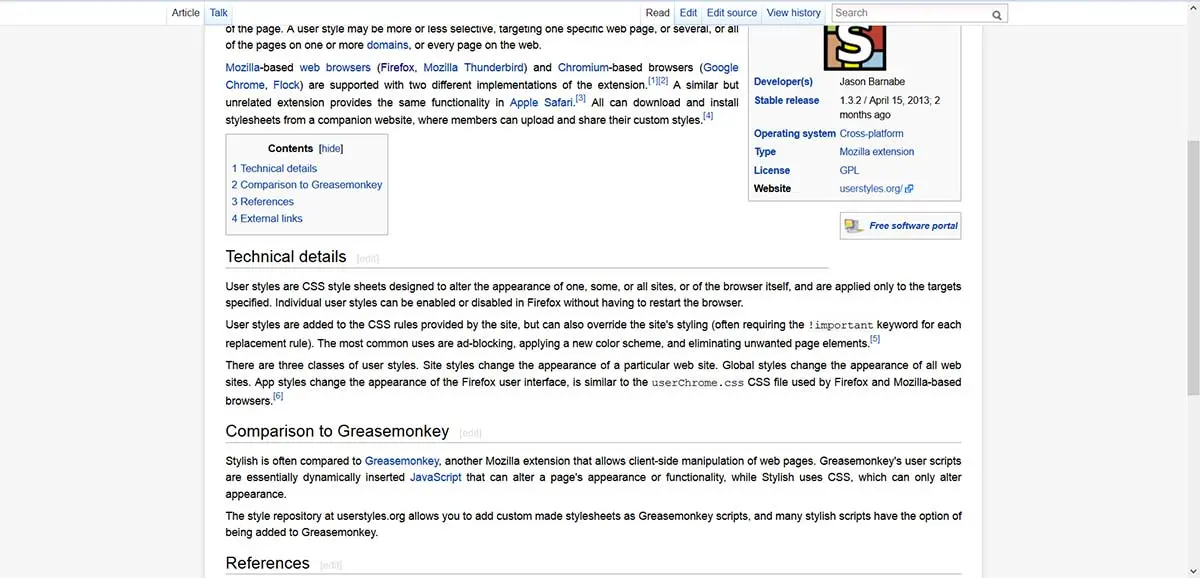 Article Talk Read Edit Edit source View history Search
of the page. A user style may be more or less selective, targeting one specific web page, or several, or all
of the pages on one or more domains, or every page on the web.
Mozilla-based web browsers (Firefox, Mozilla Thunderbird) and Chromium-based browsers (Google
Chrome, Flock) are supported with two different implementations of the extension.[1][2] A similar but
unrelated extension provides the same functionality in Apple Safari.[3] All can download and install
stylesheets from a companion website, where members can upload and share their custom styles.[4]
S
Developer(s) Jason Barnabe
Stable release 1.3.2 / April 15, 2013; 2
months ago
Operating system Cross-platform
Type Mozilla extension
License GPL
Website userstyles.org/
Free software portal
Contents [hide]
1 Technical details
2 Comparison to Greasemonkey
3 References
4 External links
Technical details [edit]
User styles are CSS style sheets designed to alter the appearance of one, some, or all sites, or of the browser itself, and are applied only to the targets
specified. Individual user styles can be enabled or disabled in Firefox without having to restart the browser.
User styles are added to the CSS rules provided by the site, but can also override the site's styling (often requiring the !important keyword for each
replacement rule). The most common uses are ad-blocking, applying a new color scheme, and eliminating unwanted page elements.[5]
There are three classes of user styles. Site styles change the appearance of a particular web site. Global styles change the appearance of all web
sites. App styles change the appearance of the Firefox user interface, is similar to the userChrome.css CSS file used by Firefox and Mozilla-based
browsers.[6]
Comparison to Greasemonkey [edit]
Stylish is often compared to Greasemonkey, another Mozilla extension that allows client-side manipulation of web pages. Greasemonkey's user scripts
are essentially dynamically inserted JavaScript that can alter a page's appearance or functionality, while Stylish uses CSS, which can only alter
appearance.
The style repository at userstyles.org allows you to add custom made stylesheets as Greasemonkey scripts, and many stylish scripts have the option of
being added to Greasemonkey.
References [edit]